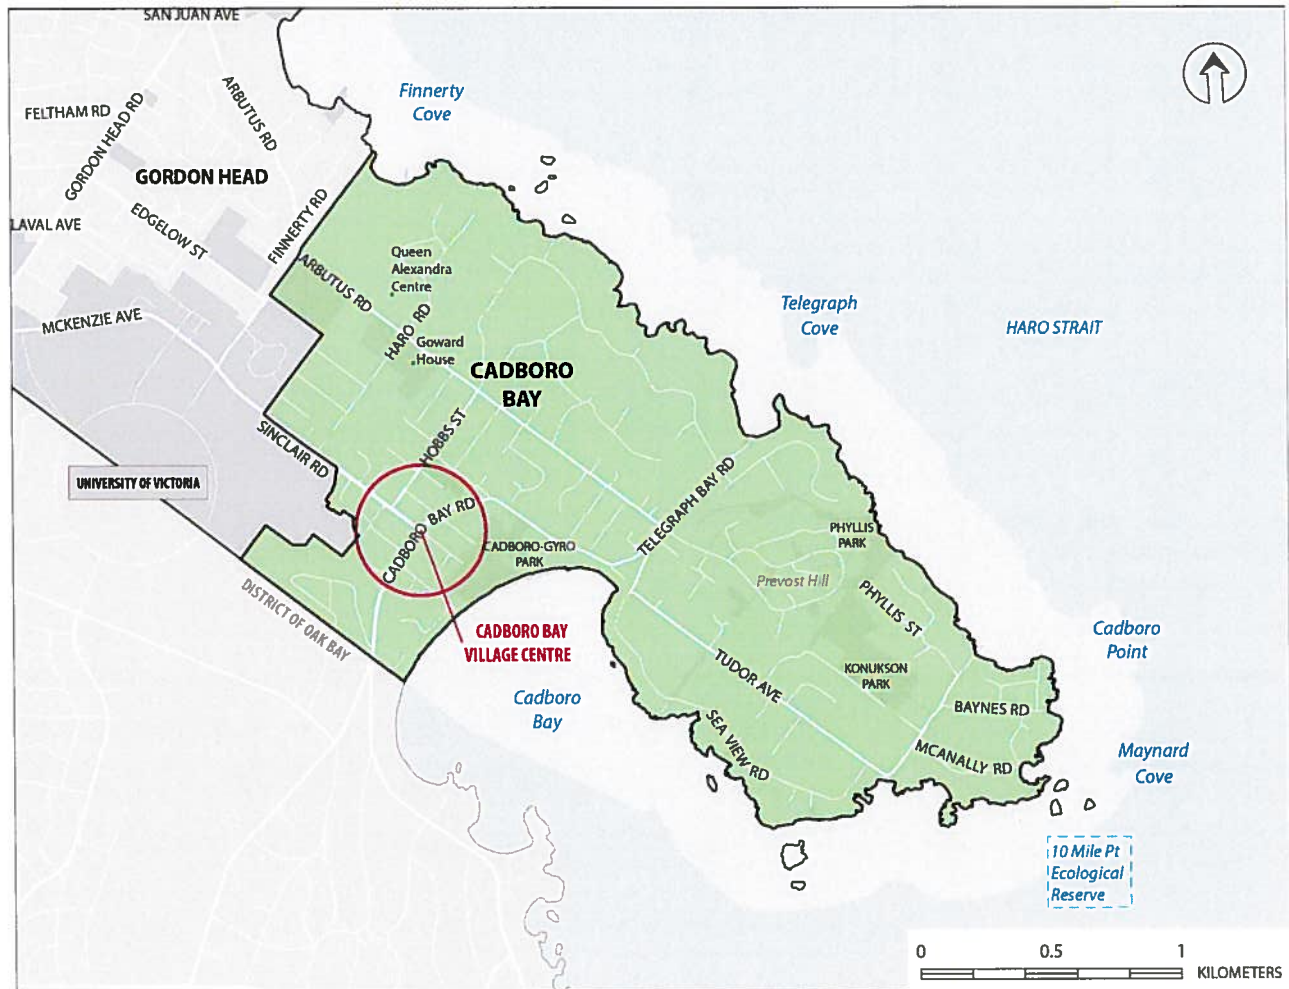 SAN JUAN AVE
FELTHAM RD
GORDON HEAD RD
ARBUTUS RD
GORDON HEAD
LAVAL AVE
EDGELOW ST
FINNERTY RD
MCKENZIE AVE
Finnerty
Cove
ARBUTUS RD
Queen
Alexandra
Centre
HARO RD
Goward
House
CADBORO
BAY
Telegraph
Cove
HARO STRAIT
HOBBS ST
SINCLAIR RD
UNIVERSITY OF VICTORIA
CADBORO BAY RD
CADBORO-GYRO
PARK
TELEGRAPH BAY RD
PHYLLIS
PARK
Prevost Hill
PHYLLIS ST
DISTRICT OF OAK BAY
CADBORO BAY
VILLAGE CENTRE
Cadboro
Bay
TUDOR AVE
KONUKSON
PARK
Cadboro
Point
BAYNES RD
SEA VIEW RD
MCANALLY RD
Maynard
Cove
10 Mile Pt
Ecological
Reserve
0 0.5 1
KILOMETERS